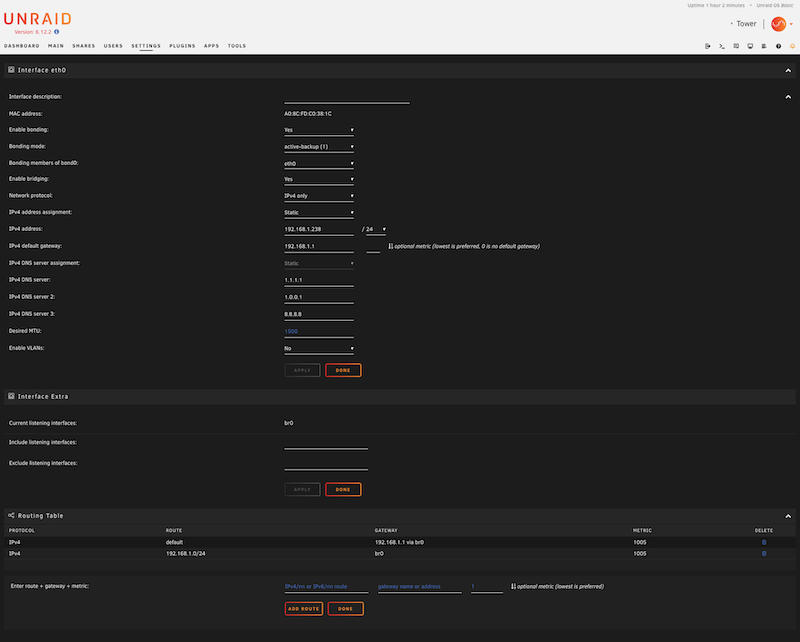 Uptime 1 hour 2 minutes • Unraid OS Basic
UNRAID
Version: 6.12.2
• Tower
DASHBOARD MAIN SHARES USERS SETTINGS PLUGINS APPS TOOLS
Interface eth0
Interface description:
MAC address: A0:8C:FD:C0:38:1C
Enable bonding: Yes
Bonding mode: active-backup (1)
Bonding members of bond0: eth0
Enable bridging: Yes
Network protocol: IPv4 only
IPv4 address assignment: Static
IPv4 address: 192.168.1.238 / 24
IPv4 default gateway: 192.168.1.1 optional metric (lowest is preferred, 0 is no default gateway)
IPv4 DNS server assignment: Static
IPv4 DNS server: 1.1.1.1
IPv4 DNS server 2: 1.0.0.1
IPv4 DNS server 3: 8.8.8.8
Desired MTU: 1500
Enable VLANs: No
APPLY DONE
Interface Extra
Current listening interfaces: br0
Include listening interfaces:
Exclude listening interfaces:
APPLY DONE
Routing Table
PROTOCOL ROUTE GATEWAY METRIC DELETE
IPv4 default 192.168.1.1 via br0 1005
IPv4 192.168.1.0/24 br0 1005
Enter route + gateway + metric: IPv4/nn or IPv6/nn route gateway name or address 1 optional metric (lowest is preferred)
ADD ROUTE DONE